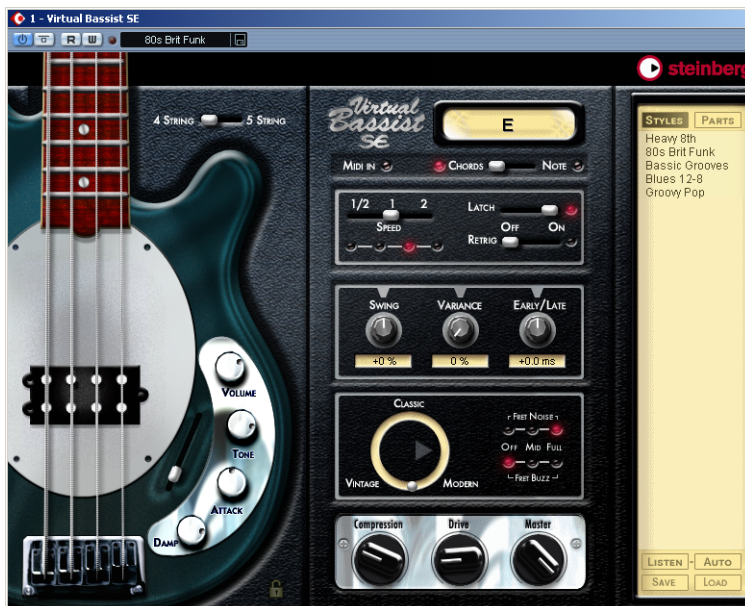 1 - Virtual Bassist SE
R W 80s Brit Funk
steinberg
4 STRING 5 STRING
Virtual Bassist SE
E
MIDI IN CHORDS NOTE
1/2 1 2
SPEED
LATCH
OFF ON
RETRIG
SWING VARIANCE EARLY/LATE
+0 % 0 % +0.0 ms
CLASSIC
VINTAGE MODERN
FRET NOISE
OFF MID FULL
FRET BUZZ
Compression Drive Master
VOLUME
TONE
ATTACK
DAMP
STYLES PARTS
Heavy 8th
80s Brit Funk
Bassic Grooves
Blues 12-8
Groovy Pop
LISTEN - AUTO
SAVE LOAD